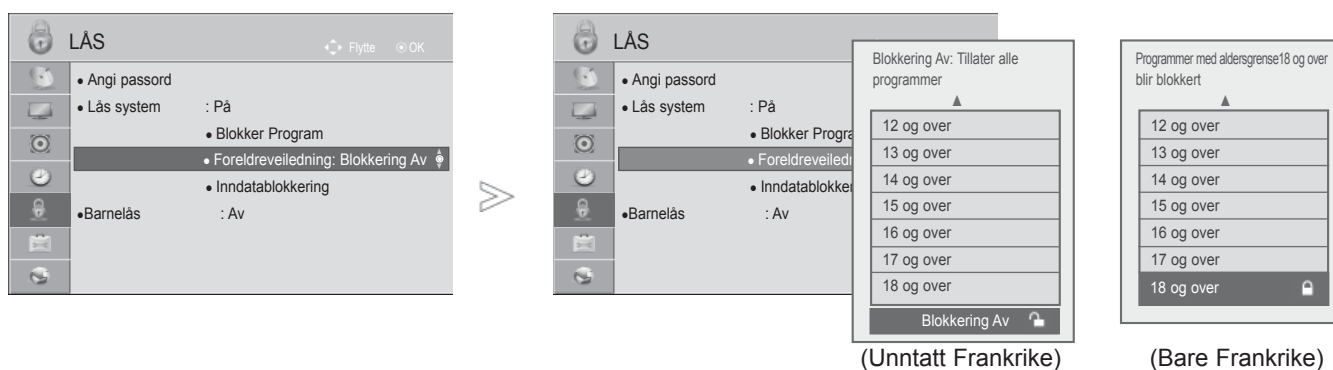 LÅS
Flytte OK
• Angi passord
• Lås system : På
• Blokker Program
• Foreldreveiledning: Blokkering Av
• Inndatablokkering
•Barnelås : Av
LÅS
• Angi passord
• Lås system : På
• Blokker Progra
• Foreldreveiledn
• Inndatablokker
•Barnelås : Av
Blokkering Av: Tillater alle
programmer
12 og over
13 og over
14 og over
15 og over
16 og over
17 og over
18 og over
Blokkering Av
(Unntatt Frankrike)
Programmer med aldersgrense18 og over
blir blokkert
12 og over
13 og over
14 og over
15 og over
16 og over
17 og over
18 og over
(Bare Frankrike)